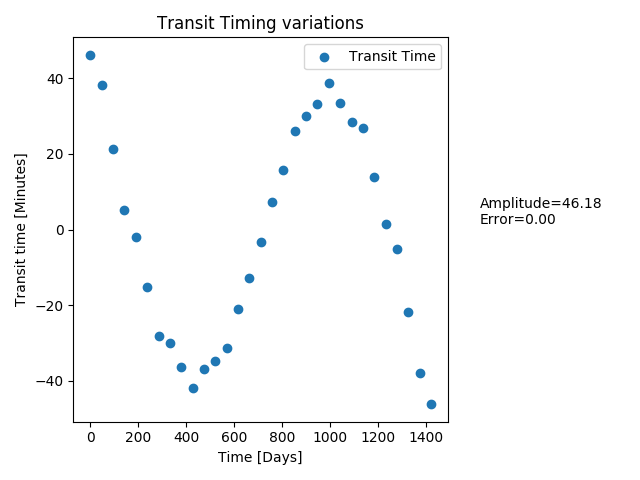 Transit Timing variations
Transit Time
Transit time [Minutes]
40
20
0
−20
−40
Amplitude=46.18
Error=0.00
0 200 400 600 800 1000 1200 1400
Time [Days]